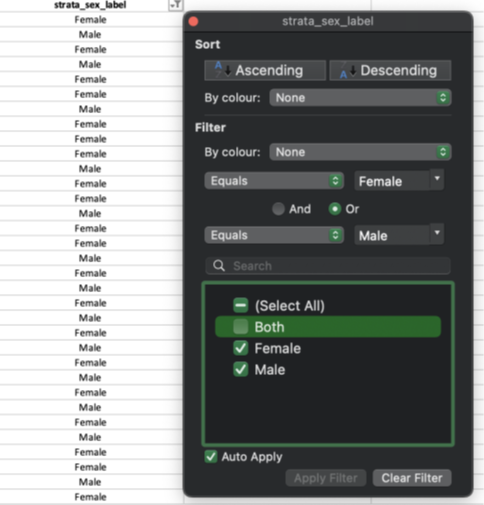 strata_sex_label
Female
Male
Female
Male
Female
Female
Male
Female
Female
Female
Male
Female
Female
Male
Female
Female
Male
Female
Male
Female
Male
Female
Male
Female
Male
Female
Male
Female
Male
Female
Female
Male
Female
strata_sex_label
Sort
Ascending
Descending
By colour: None
Filter
By colour: None
Equals Female
And Or
Equals Male
Search
(Select All)
Both
Female
Male
Auto Apply
Apply Filter Clear Filter